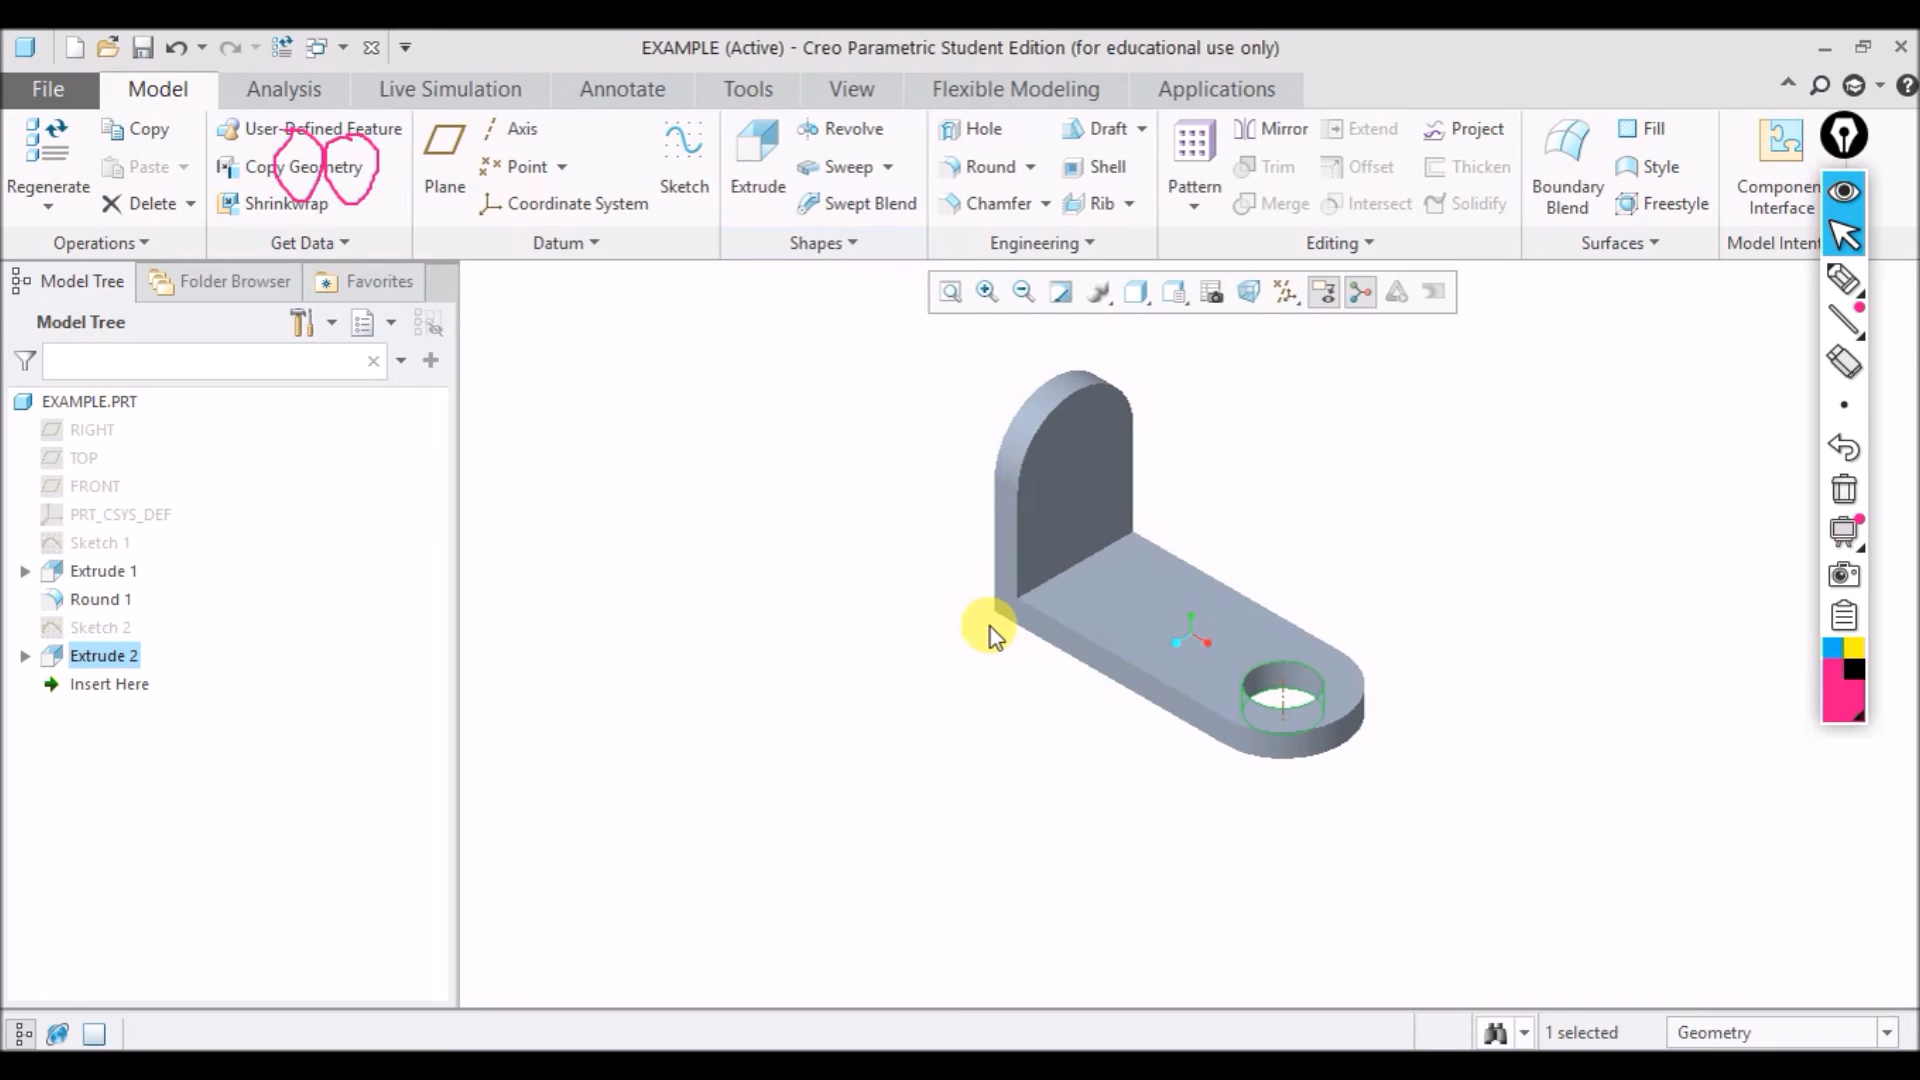 EXAMPLE (Active) - Creo Parametric Student Edition (for educational use only)
File Model Analysis Live Simulation Annotate Tools View Flexible Modeling Applications
Regenerate
Copy
Paste
Delete
Operations
User-Defined Feature
Copy Geometry
Shrinkwrap
Get Data
Plane
Axis
Point
Coordinate System
Sketch
Datum
Extrude
Revolve
Sweep
Swept Blend
Shapes
Hole
Round
Chamfer
Draft
Shell
Rib
Engineering
Pattern
Mirror
Trim
Merge
Extend
Offset
Intersect
Project
Thicken
Solidify
Editing
Boundary
Blend
Fill
Style
Freestyle
Surfaces
Component
Interface
Model Intent
Model Tree Folder Browser Favorites
Model Tree
EXAMPLE.PRT
RIGHT
TOP
FRONT
PRT_CSYS_DEF
Sketch 1
Extrude 1
Round 1
Sketch 2
Extrude 2
Insert Here
1 selected
Geometry